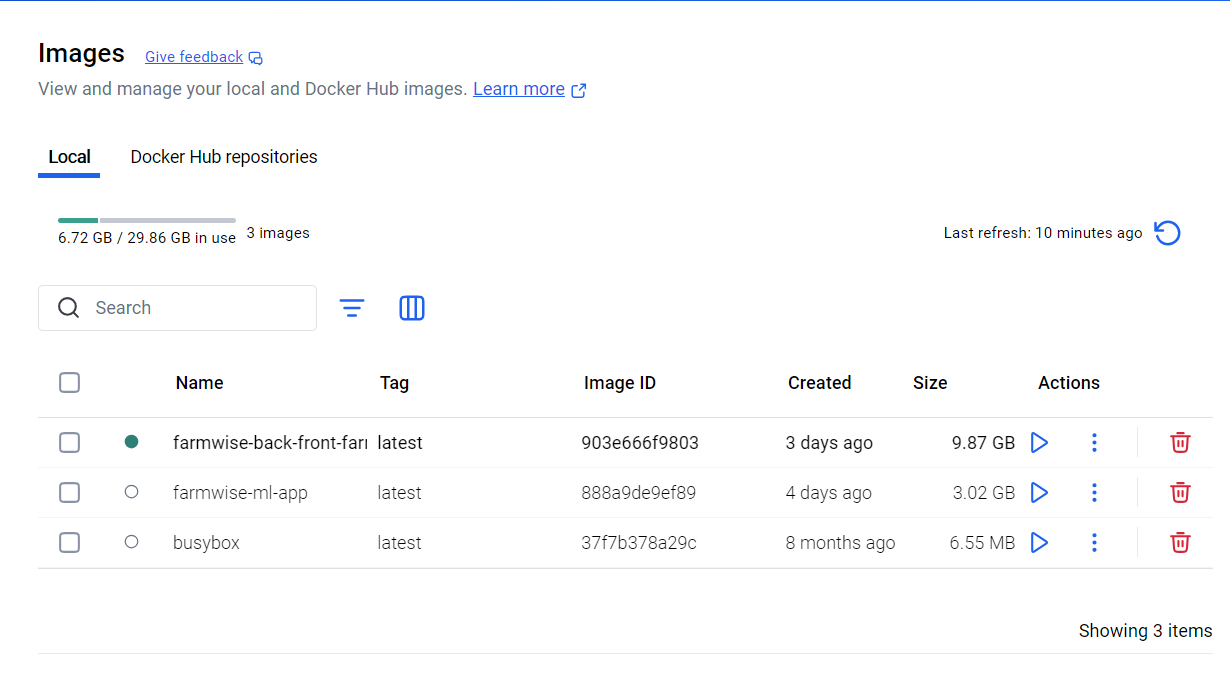 Images Give feedback
View and manage your local and Docker Hub images. Learn more
Local Docker Hub repositories
6.72 GB / 29.86 GB in use 3 images
Last refresh: 10 minutes ago
Search
Name Tag Image ID Created Size Actions
farmwise-back-front-farr latest 903e666f9803 3 days ago 9.87 GB
farmwise-ml-app latest 888a9de9ef89 4 days ago 3.02 GB
busybox latest 37f7b378a29c 8 months ago 6.55 MB
Showing 3 items